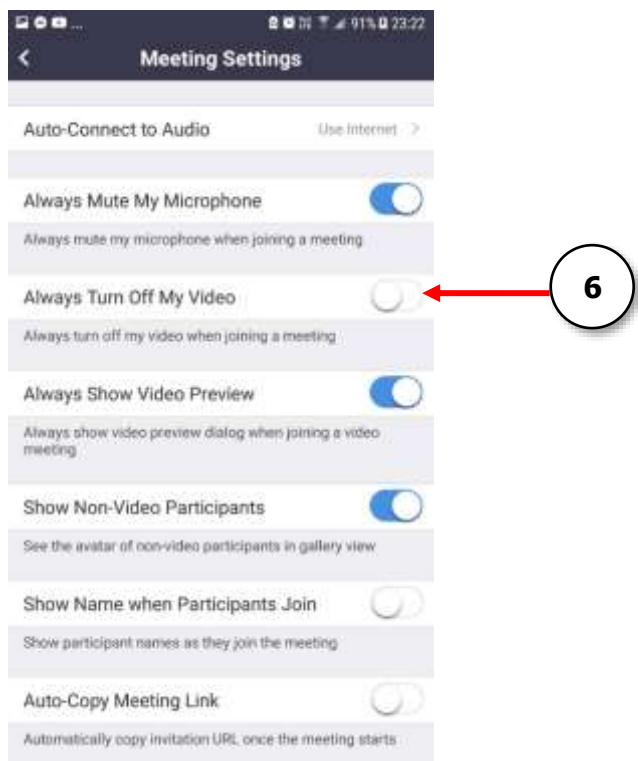 ... 91% 23:22
Meeting Settings
Auto-Connect to Audio Use Internet
Always Mute My Microphone
Always mute my microphone when joining a meeting
Always Turn Off My Video
6
Always turn off my video when joining a meeting
Always Show Video Preview
Always show video preview dialog when joining a video
meeting
Show Non-Video Participants
See the avatar of non-video participants in gallery view
Show Name when Participants Join
Show participant names as they join the meeting
Auto-Copy Meeting Link
Automatically copy invitation URL once the meeting starts